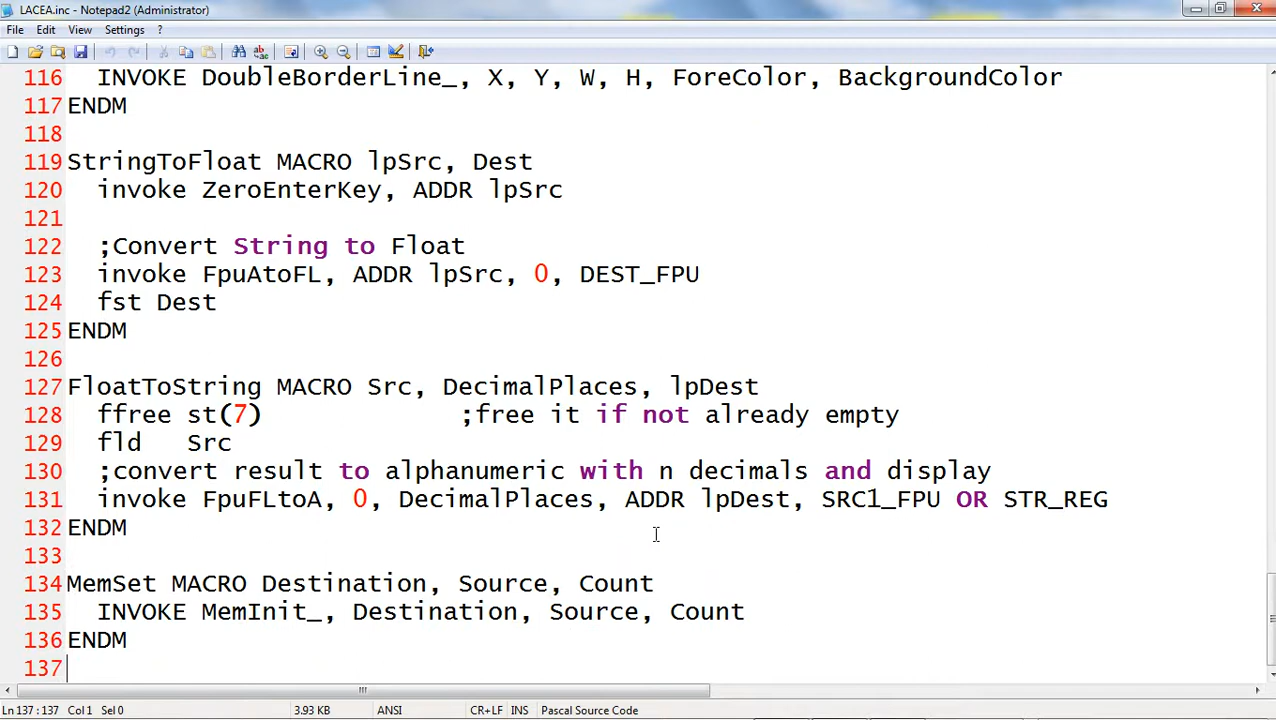 LACEA.inc - Notepad2 (Administrator)
File Edit View Settings ?
116 INVOKE DoubleBorderLine_, X, Y, W, H, ForeColor, BackgroundColor
117 ENDM
118
119 StringToFloat MACRO lpSrc, Dest
120 invoke ZeroEnterKey, ADDR lpSrc
121
122 ;Convert String to Float
123 invoke FpuAtoFL, ADDR lpSrc, 0, DEST_FPU
124 fst Dest
125 ENDM
126
127 FloatToString MACRO Src, DecimalPlaces, lpDest
128 ffree st(7) ;free it if not already empty
129 fld Src
130 ;convert result to alphanumeric with n decimals and display
131 invoke FpuFLtoA, 0, DecimalPlaces, ADDR lpDest, SRC1_FPU OR STR_REG
132 ENDM
133
134 MemSet MACRO Destination, Source, Count
135 INVOKE MemInit_, Destination, Source, Count
136 ENDM
137
Ln 137 : 137 Col 1 Sel 0 3.93 KB ANSI CR+LF INS Pascal Source Code